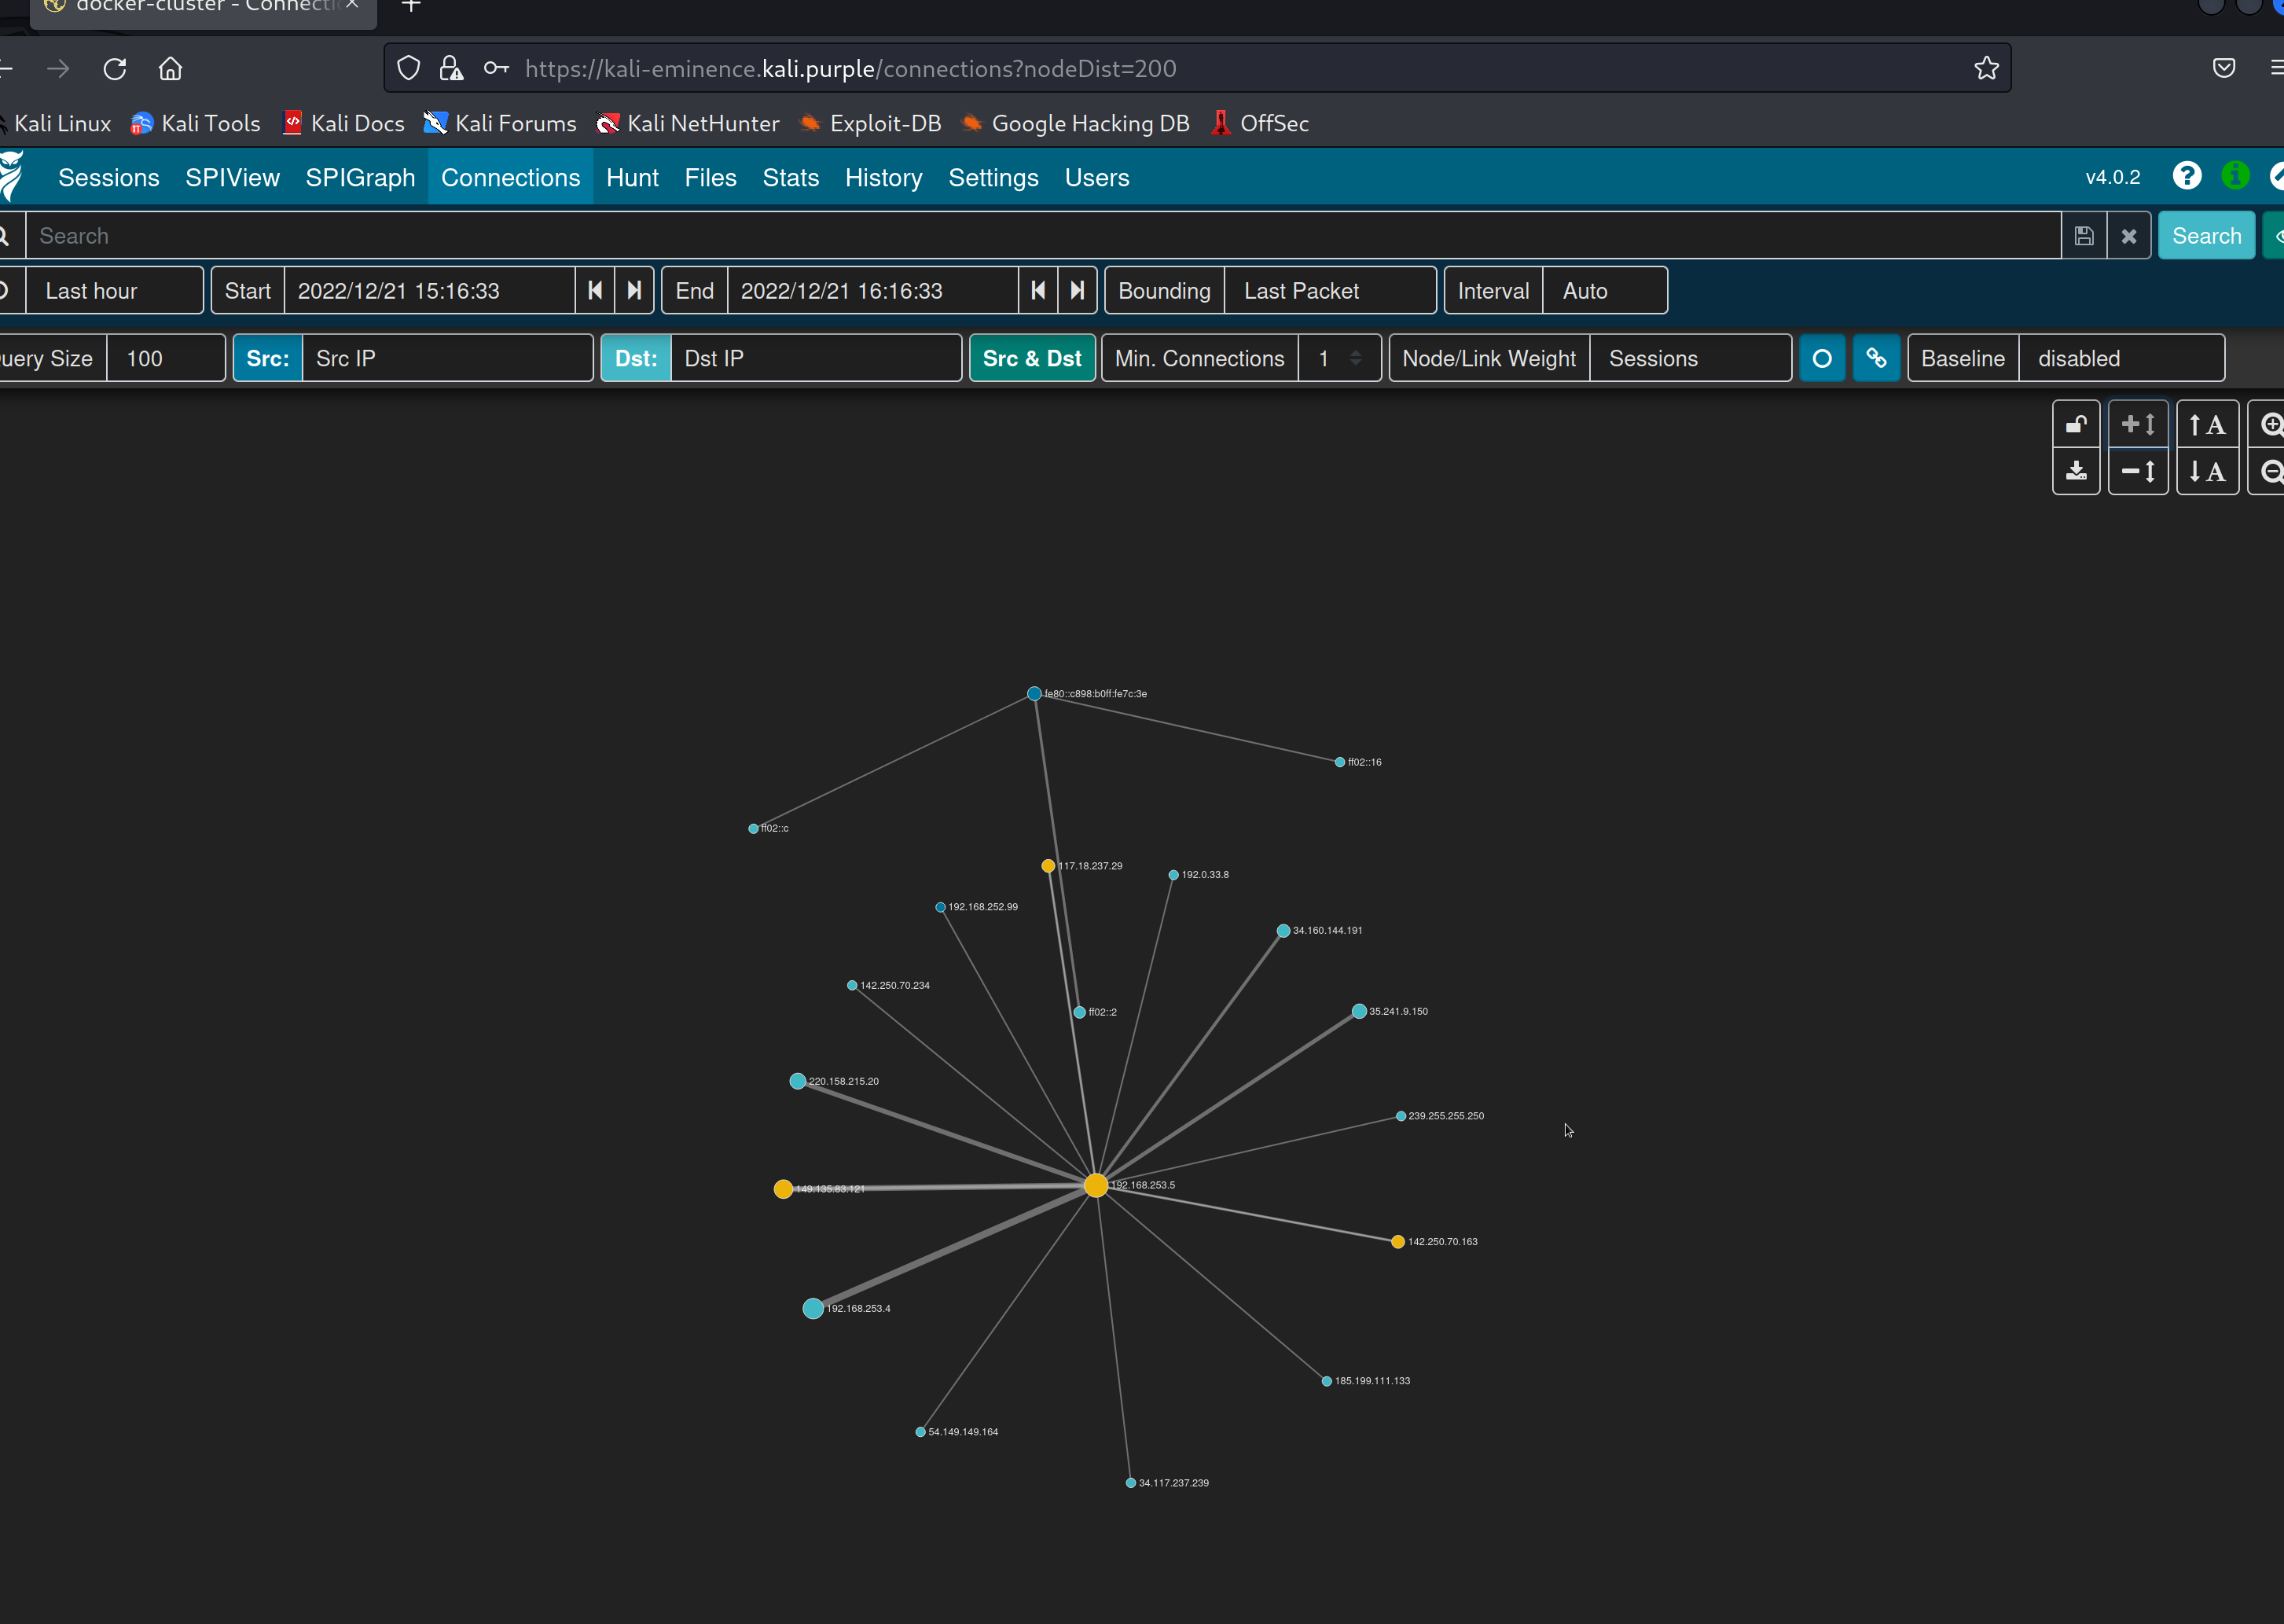 docker-cluster - Connecti
https://kali-eminence.kali.purple/connections?nodeDist=200
Kali Linux Kali Tools Kali Docs Kali Forums Kali NetHunter Exploit-DB Google Hacking DB OffSec
Sessions SPIView SPIGraph Connections Hunt Files Stats History Settings Users v4.0.2
Search Search
Last hour Start 2022/12/21 15:16:33 End 2022/12/21 16:16:33 Bounding Last Packet Interval Auto
uery Size 100 Src: Src IP Dst: Dst IP Src & Dst Min. Connections 1 Node/Link Weight Sessions Baseline disabled
A
A
fe80::c898:b0ff:fe7c:3e
ff02::16
ff02::c
117.18.237.29
192.0.33.8
192.168.252.99
34.160.144.191
142.250.70.234
ff02::2
35.241.9.150
220.158.215.20
239.255.255.250
149.135.83.121
192.168.253.5
142.250.70.163
192.168.253.4
185.199.111.133
54.149.149.164
34.117.237.239